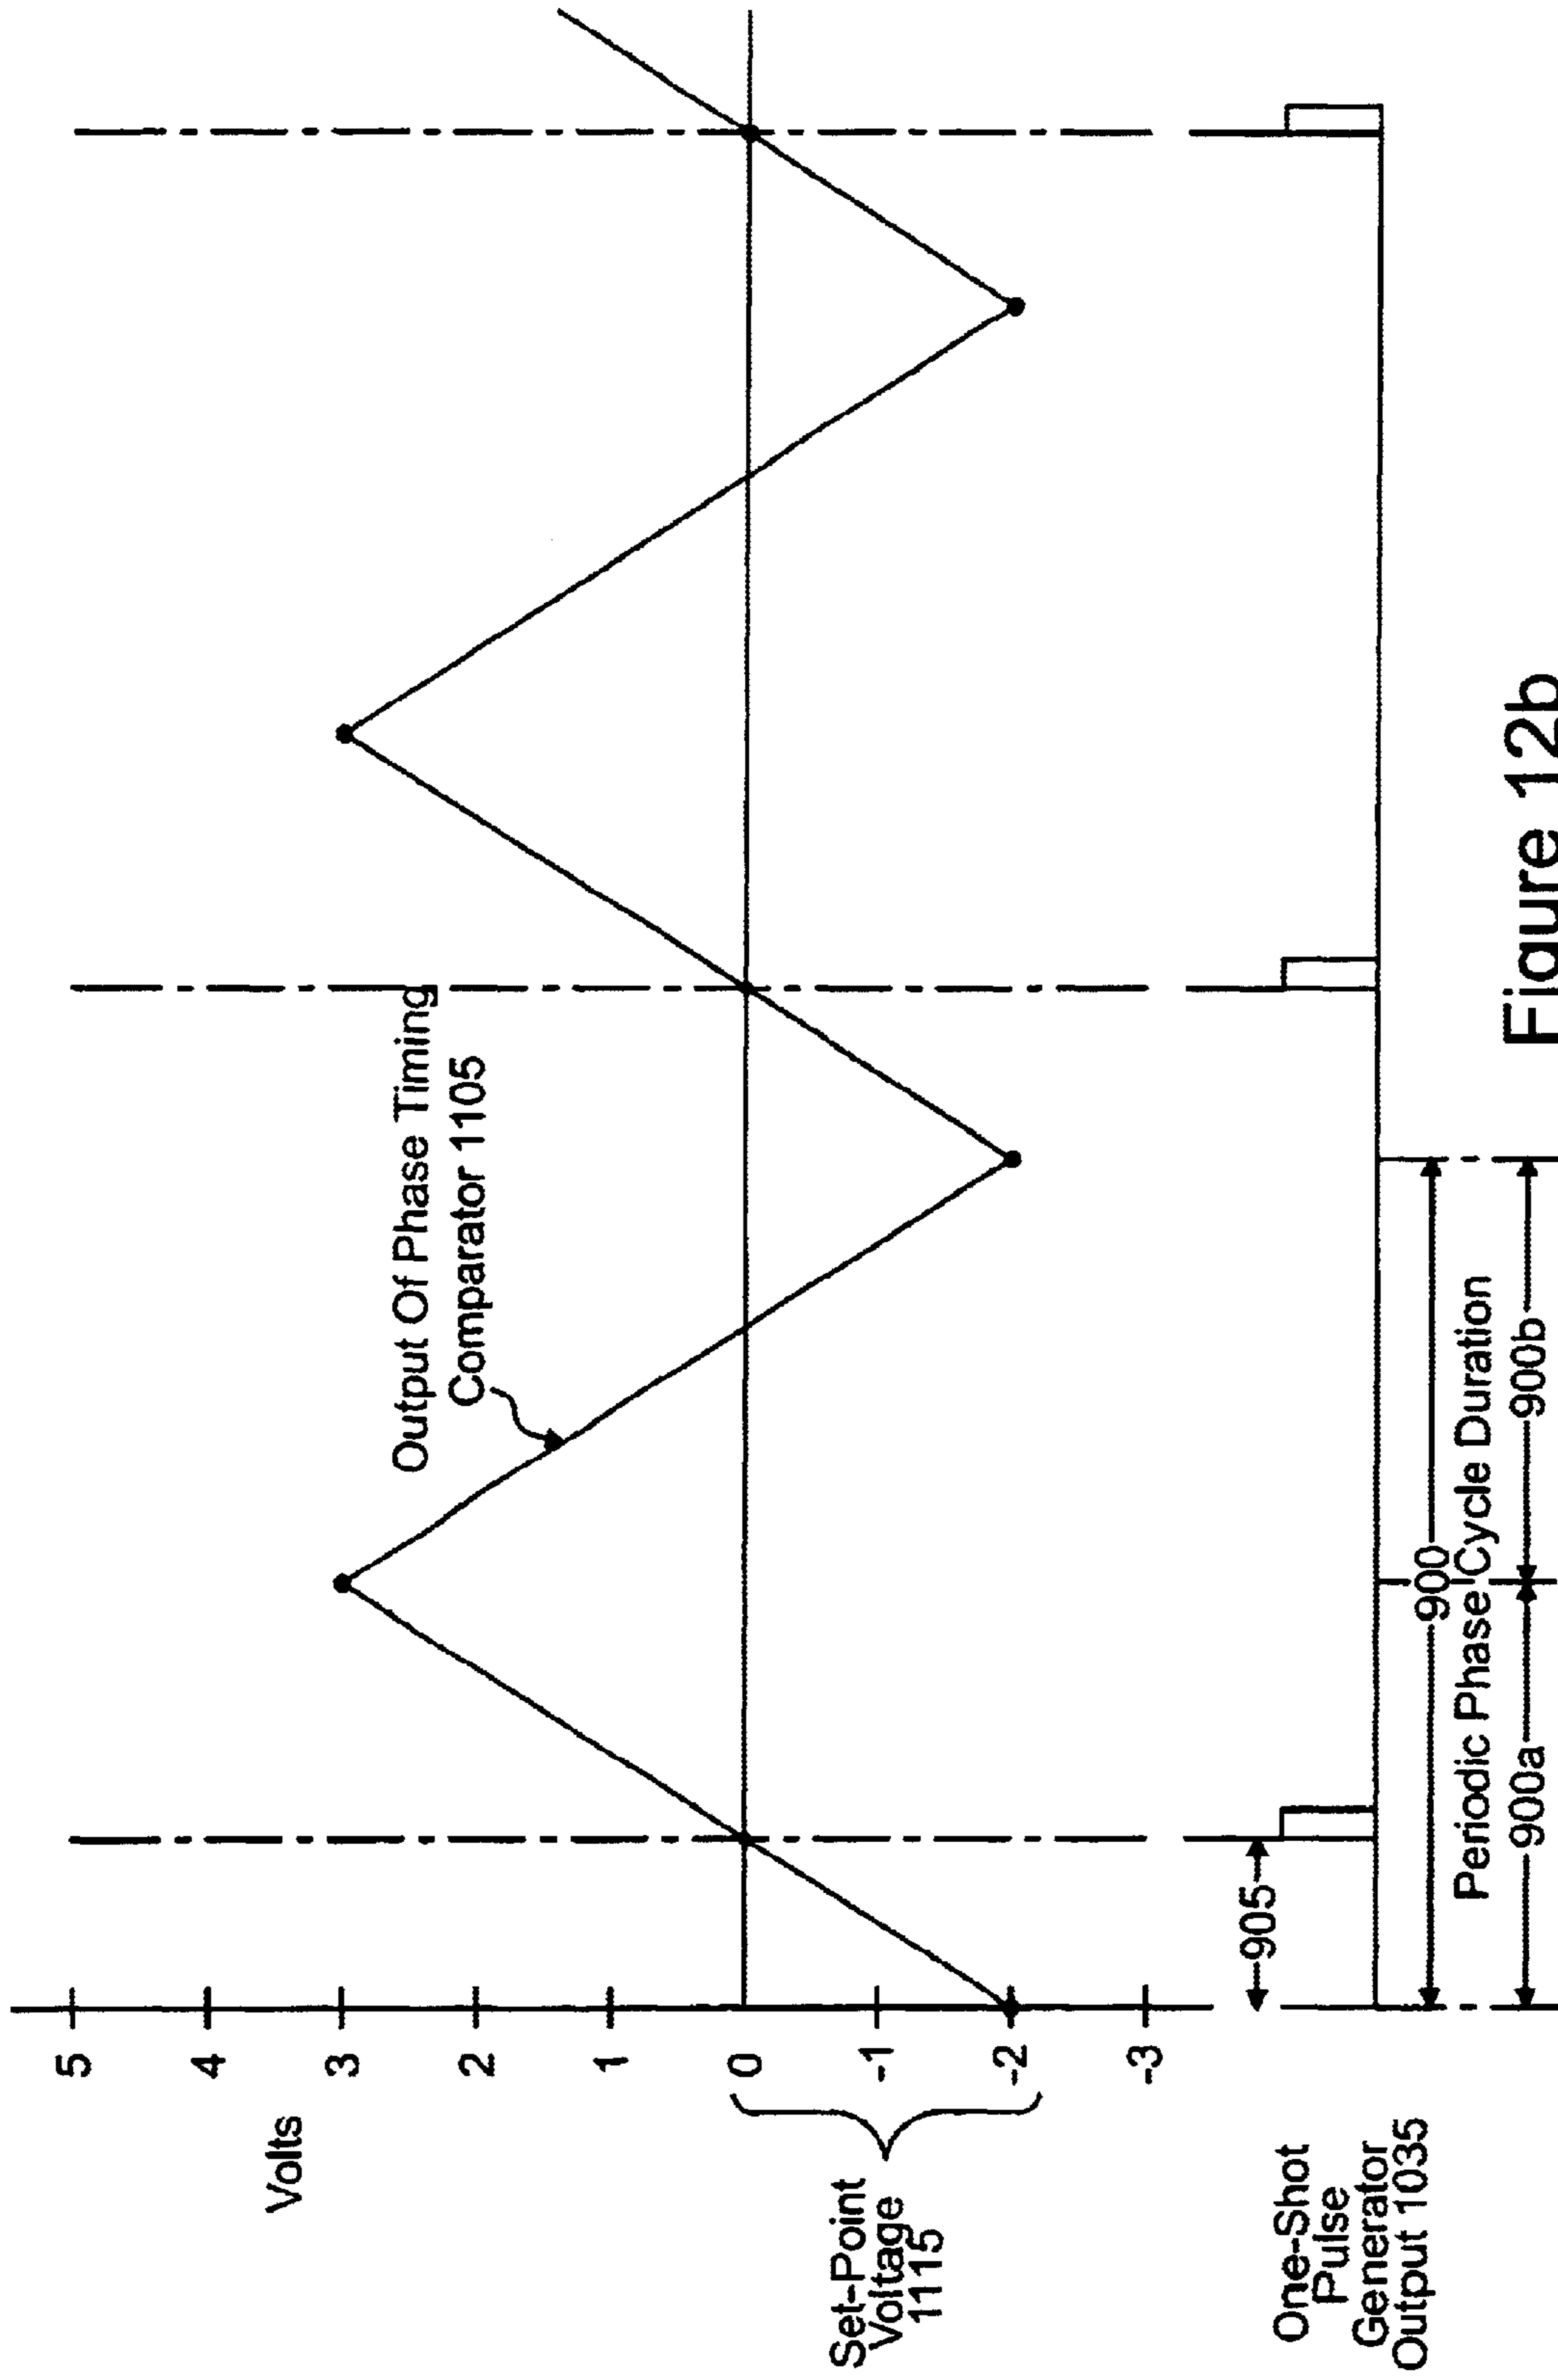 Volts
5
4
3
2
1
0
-1
-2
-3
Output Of Phase Timing
Comparator 1105
Set-Point
Voltage
1115
One-Shot
Pulse
Generator
Output 1035
905
900
Periodic Phase Cycle Duration
900a
900b
Figure 12b